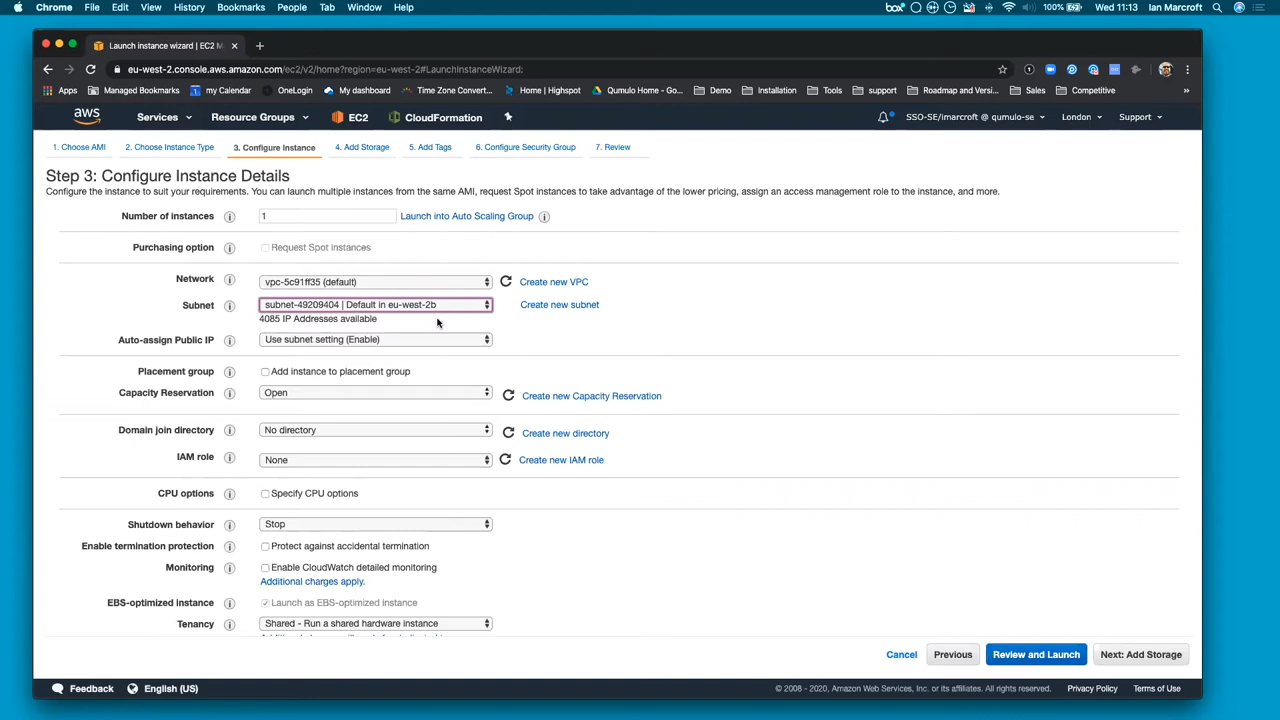 Chrome File Edit View History Bookmarks People Tab Window Help box 100% Wed 11:13 Ian Marcroft
Launch instance wizard | EC2 M
eu-west-2.console.aws.amazon.com/ec2/v2/home?region=eu-west-2#LaunchInstanceWizard:
Apps Managed Bookmarks my Calendar OneLogin My dashboard Time Zone Convert... Home | Highspot Qumulo Home - Go... Demo Installation Tools support Roadmap and Versi... Sales Competitive »
aws Services Resource Groups EC2 CloudFormation SSO-SE/imarcroft @ qumulo-se London Support
1. Choose AMI 2. Choose Instance Type 3. Configure Instance 4. Add Storage 5. Add Tags 6. Configure Security Group 7. Review
Step 3: Configure Instance Details
Configure the instance to suit your requirements. You can launch multiple instances from the same AMI, request Spot instances to take advantage of the lower pricing, assign an access management role to the instance, and more.
Number of instances 1 Launch into Auto Scaling Group
Purchasing option Request Spot instances
Network vpc-5c91ff35 (default) Create new VPC
Subnet subnet-49209404 | Default in eu-west-2b Create new subnet
4085 IP Addresses available
Auto-assign Public IP Use subnet setting (Enable)
Placement group Add instance to placement group
Capacity Reservation Open Create new Capacity Reservation
Domain join directory No directory Create new directory
IAM role None Create new IAM role
CPU options Specify CPU options
Shutdown behavior Stop
Enable termination protection Protect against accidental termination
Monitoring Enable CloudWatch detailed monitoring
Additional charges apply.
EBS-optimized instance Launch as EBS-optimized instance
Tenancy Shared - Run a shared hardware instance
Cancel Previous Review and Launch Next: Add Storage
Feedback English (US) © 2008 - 2020, Amazon Web Services, Inc. or its affiliates. All rights reserved. Privacy Policy Terms of Use